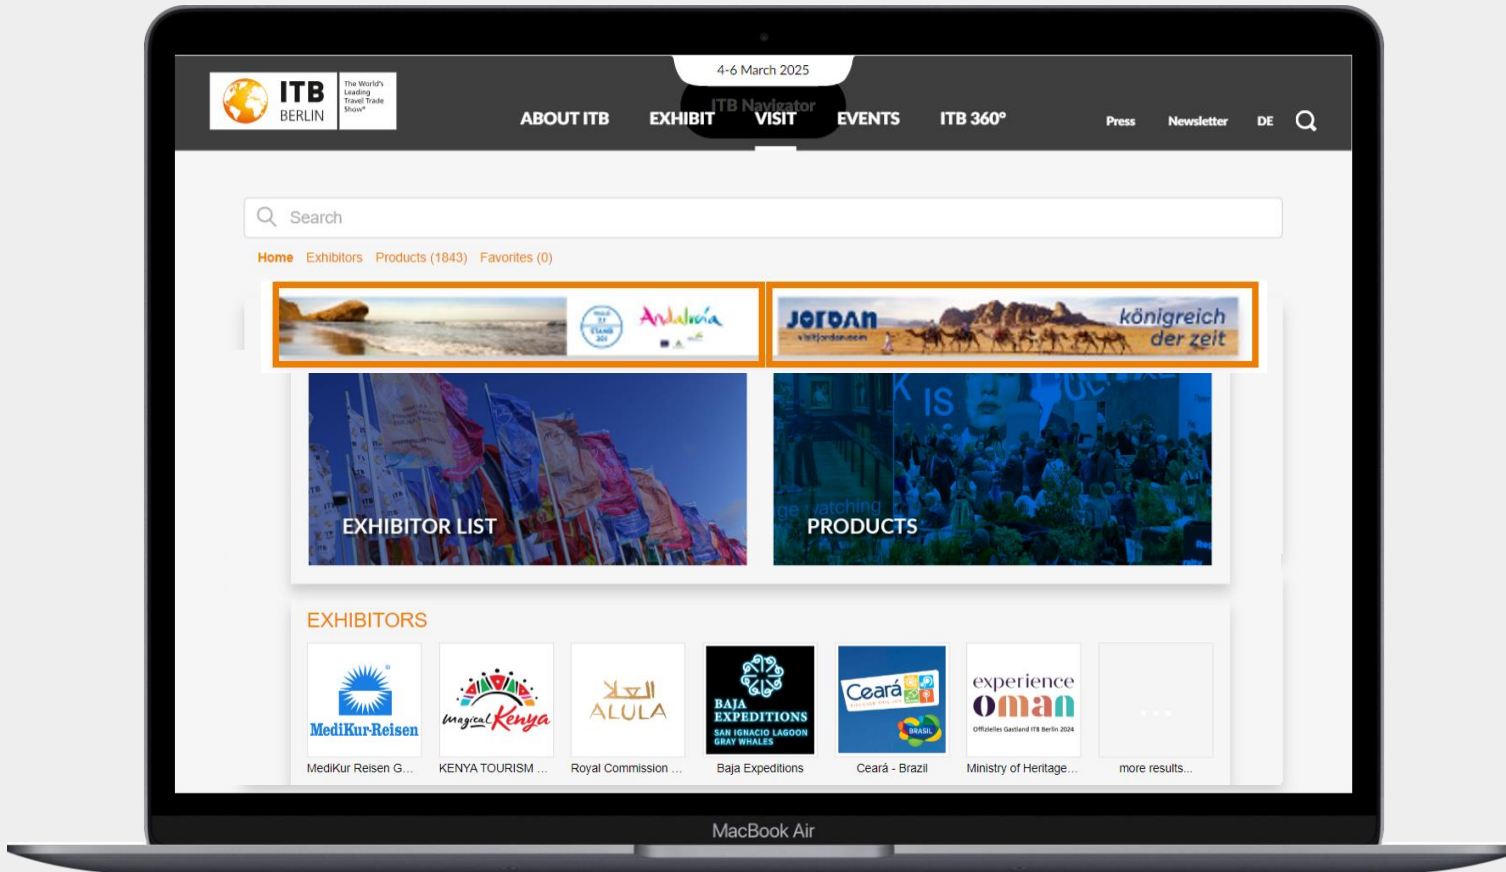 4-6 March 2025
ITB
BERLIN
The World's
Leading
Travel Trade
Show®
ITB Navigator
ABOUT ITB EXHIBIT VISIT EVENTS ITB 360°
Press Newsletter DE
Search
Home Exhibitors Products (1843) Favorites (0)
Andalucía
JORDAN
visitjordan.com
königreich
der zeit
EXHIBITOR LIST
IS
watching
PRODUCTS
EXHIBITORS
MediKur-Reisen
magical Kenya
العلا
ALULA
BAJA
EXPEDITIONS
SAN IGNACIO LAGOON
GRAY WHALES
Ceará
BRASIL
experience
oman
Offizielles Gastland ITB Berlin 2024
...
MediKur Reisen G...
KENYA TOURISM ...
Royal Commission ...
Baja Expeditions
Ceará - Brazil
Ministry of Heritage...
more results...
MacBook Air